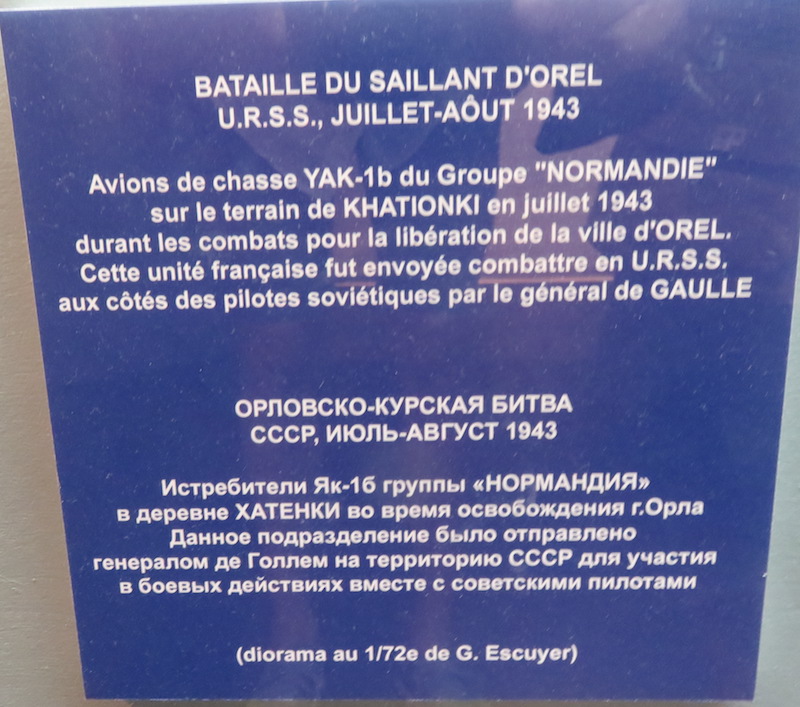 BATAILLE DU SAILLANT D'OREL
U.R.S.S., JUILLET-AÔUT 1943
Avions de chasse YAK-1b du Groupe "NORMANDIE"
sur le terrain de KHATIONKI en juillet 1943
durant les combats pour la libération de la ville d'OREL.
Cette unité française fut envoyée combattre en U.R.S.S.
aux côtés des pilotes soviétiques par le général de GAULLE
ОРЛОВСКО-КУРСКАЯ БИТВА
СССР, ИЮЛЬ-АВГУСТ 1943
Истребители Як-1б группы «НОРМАНДИЯ»
в деревне ХАТЕНКИ во время освобождения г.Орла
Данное подразделение было отправлено
генералом де Голлем на территорию СССР для участия
в боевых действиях вместе с советскими пилотами
(diorama au 1/72e de G. Escuyer)